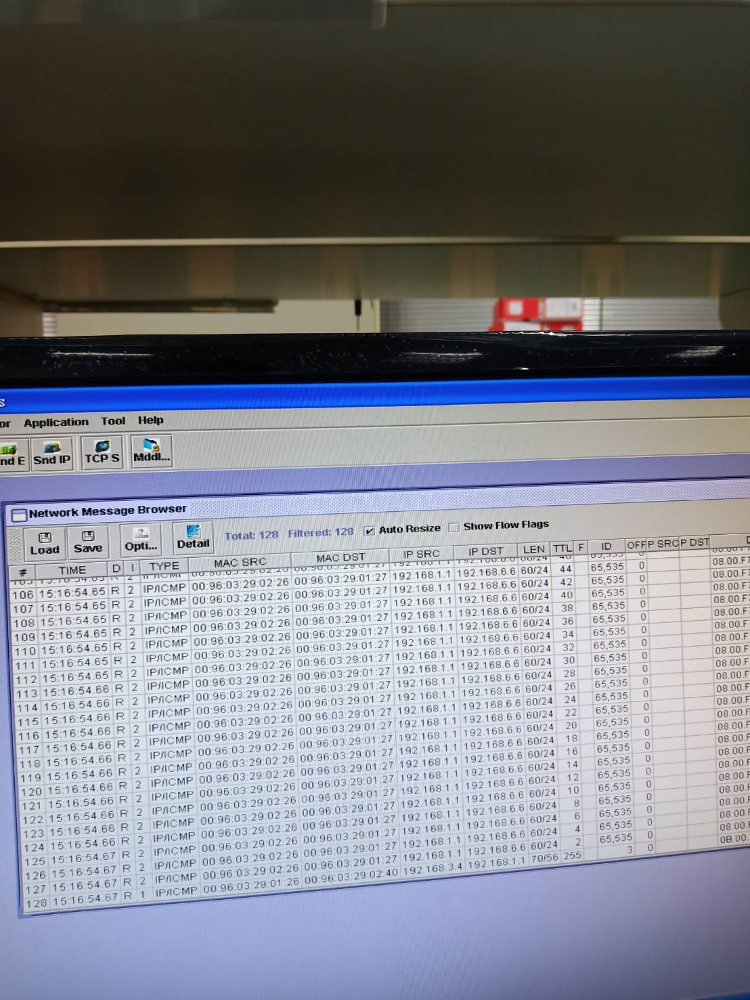 s
or Application Tool Help
nd E Snd IP TCP S Mddl...
Network Message Browser
Load Save Opti... Detail Total: 128 Filtered: 128 Auto Resize Show Flow Flags
# TIME D I TYPE MAC SRC MAC DST IP SRC IP DST LEN TTL F ID OFF P SRC P DST D
106 15:16:54.65 R 2 IP/ICMP 00:96:03:29:02:26 00:96:03:29:01:27 192.168.1.1 192.168.6.6 60/24 44 65,535 0 08.00.F7
107 15:16:54.65 R 2 IP/ICMP 00:96:03:29:02:26 00:96:03:29:01:27 192.168.1.1 192.168.6.6 60/24 42 65,535 0 08.00.F7
108 15:16:54.65 R 2 IP/ICMP 00:96:03:29:02:26 00:96:03:29:01:27 192.168.1.1 192.168.6.6 60/24 40 65,535 0 08.00.F7
109 15:16:54.65 R 2 IP/ICMP 00:96:03:29:02:26 00:96:03:29:01:27 192.168.1.1 192.168.6.6 60/24 38 65,535 0 08.00.F7
110 15:16:54.65 R 2 IP/ICMP 00:96:03:29:02:26 00:96:03:29:01:27 192.168.1.1 192.168.6.6 60/24 36 65,535 0 08.00.F7
111 15:16:54.65 R 2 IP/ICMP 00:96:03:29:02:26 00:96:03:29:01:27 192.168.1.1 192.168.6.6 60/24 34 65,535 0 08.00.F
112 15:16:54.65 R 2 IP/ICMP 00:96:03:29:02:26 00:96:03:29:01:27 192.168.1.1 192.168.6.6 60/24 32 65,535 0 08.00.F
113 15:16:54.66 R 2 IP/ICMP 00:96:03:29:02:26 00:96:03:29:01:27 192.168.1.1 192.168.6.6 60/24 30 65,535 0 08.00.F
114 15:16:54.66 R 2 IP/ICMP 00:96:03:29:02:26 00:96:03:29:01:27 192.168.1.1 192.168.6.6 60/24 28 65,535 0 08.00.F
115 15:16:54.66 R 2 IP/ICMP 00:96:03:29:02:26 00:96:03:29:01:27 192.168.1.1 192.168.6.6 60/24 26 65,535 0 08.00.F
116 15:16:54.66 R 2 IP/ICMP 00:96:03:29:02:26 00:96:03:29:01:27 192.168.1.1 192.168.6.6 60/24 24 65,535 0 08.00.F
117 15:16:54.66 R 2 IP/ICMP 00:96:03:29:02:26 00:96:03:29:01:27 192.168.1.1 192.168.6.6 60/24 22 65,535 0 08.00.F
118 15:16:54.66 R 2 IP/ICMP 00:96:03:29:02:26 00:96:03:29:01:27 192.168.1.1 192.168.6.6 60/24 20 65,535 0 08.00.F
119 15:16:54.66 R 2 IP/ICMP 00:96:03:29:02:26 00:96:03:29:01:27 192.168.1.1 192.168.6.6 60/24 18 65,535 0 08.00.F
120 15:16:54.66 R 2 IP/ICMP 00:96:03:29:02:26 00:96:03:29:01:27 192.168.1.1 192.168.6.6 60/24 16 65,535 0 08.00.F
121 15:16:54.66 R 2 IP/ICMP 00:96:03:29:02:26 00:96:03:29:01:27 192.168.1.1 192.168.6.6 60/24 14 65,535 0 08.00.F
122 15:16:54.66 R 2 IP/ICMP 00:96:03:29:02:26 00:96:03:29:01:27 192.168.1.1 192.168.6.6 60/24 12 65,535 0 08.00.F
123 15:16:54.66 R 2 IP/ICMP 00:96:03:29:02:26 00:96:03:29:01:27 192.168.1.1 192.168.6.6 60/24 10 65,535 0 08.00.F
124 15:16:54.66 R 2 IP/ICMP 00:96:03:29:02:26 00:96:03:29:01:27 192.168.1.1 192.168.6.6 60/24 8 65,535 0 08.00.F
125 15:16:54.67 R 2 IP/ICMP 00:96:03:29:02:26 00:96:03:29:01:27 192.168.1.1 192.168.6.6 60/24 6 65,535 0 08.00.F
126 15:16:54.67 R 2 IP/ICMP 00:96:03:29:02:26 00:96:03:29:01:27 192.168.1.1 192.168.6.6 60/24 4 65,535 0 08.00.F
127 15:16:54.67 R 2 IP/ICMP 00:96:03:29:02:26 00:96:03:29:01:27 192.168.1.1 192.168.6.6 60/24 2 65,535 0 08.00.F
128 15:16:54.67 R 1 IP/ICMP 00:96:03:29:01:26 00:96:03:29:02:40 192.168.3.4 192.168.1.1 70/56 255 3 0 0B.00.